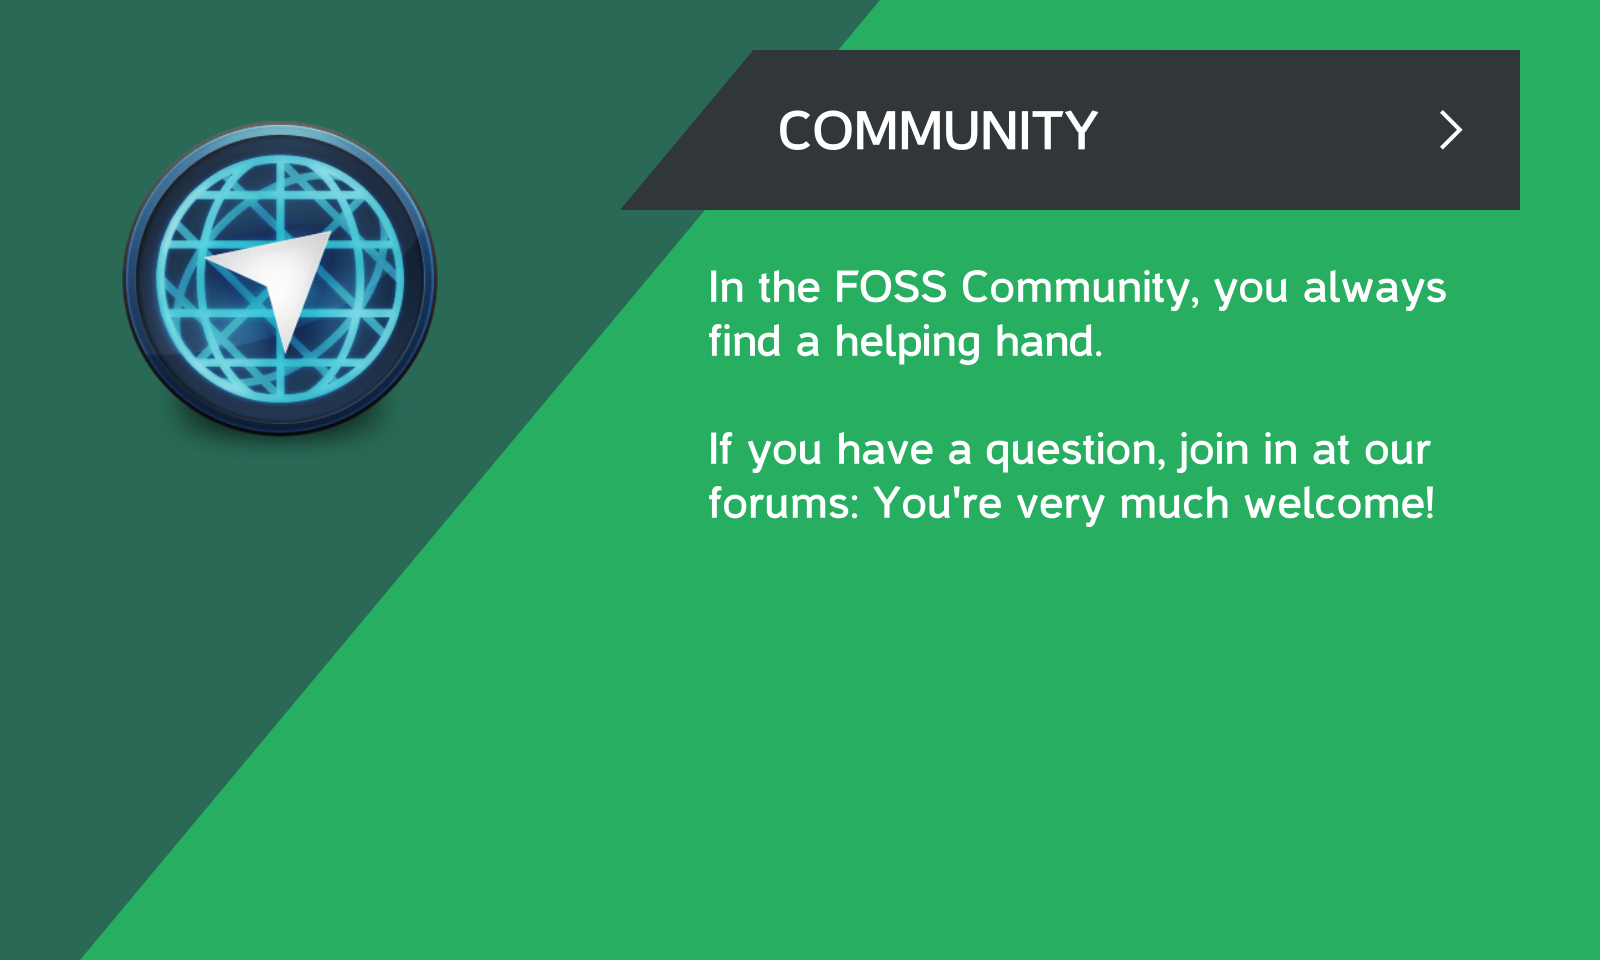 COMMUNITY
In the FOSS Community, you always
find a helping hand.
If you have a question, join in at our
forums: You're very much welcome!